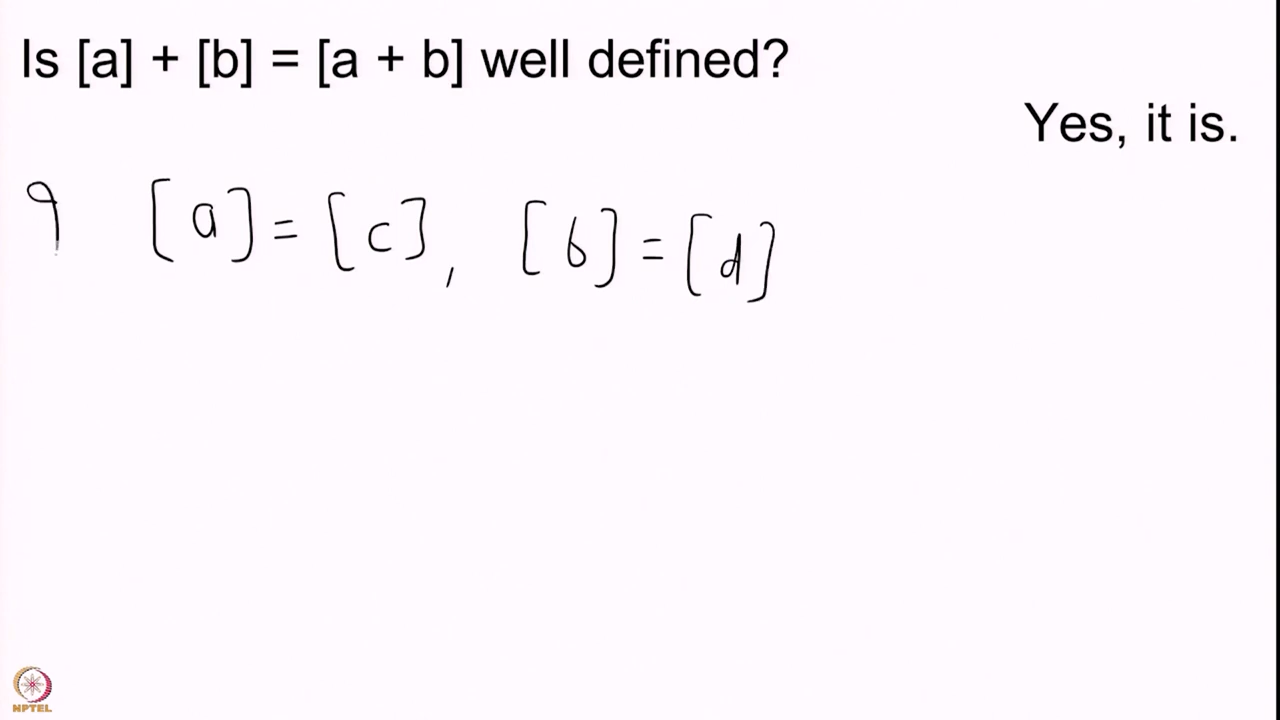 Is [a] + [b] = [a + b] well defined?
Yes, it is.
[a] = [c], [b] = [d]
NPTEL